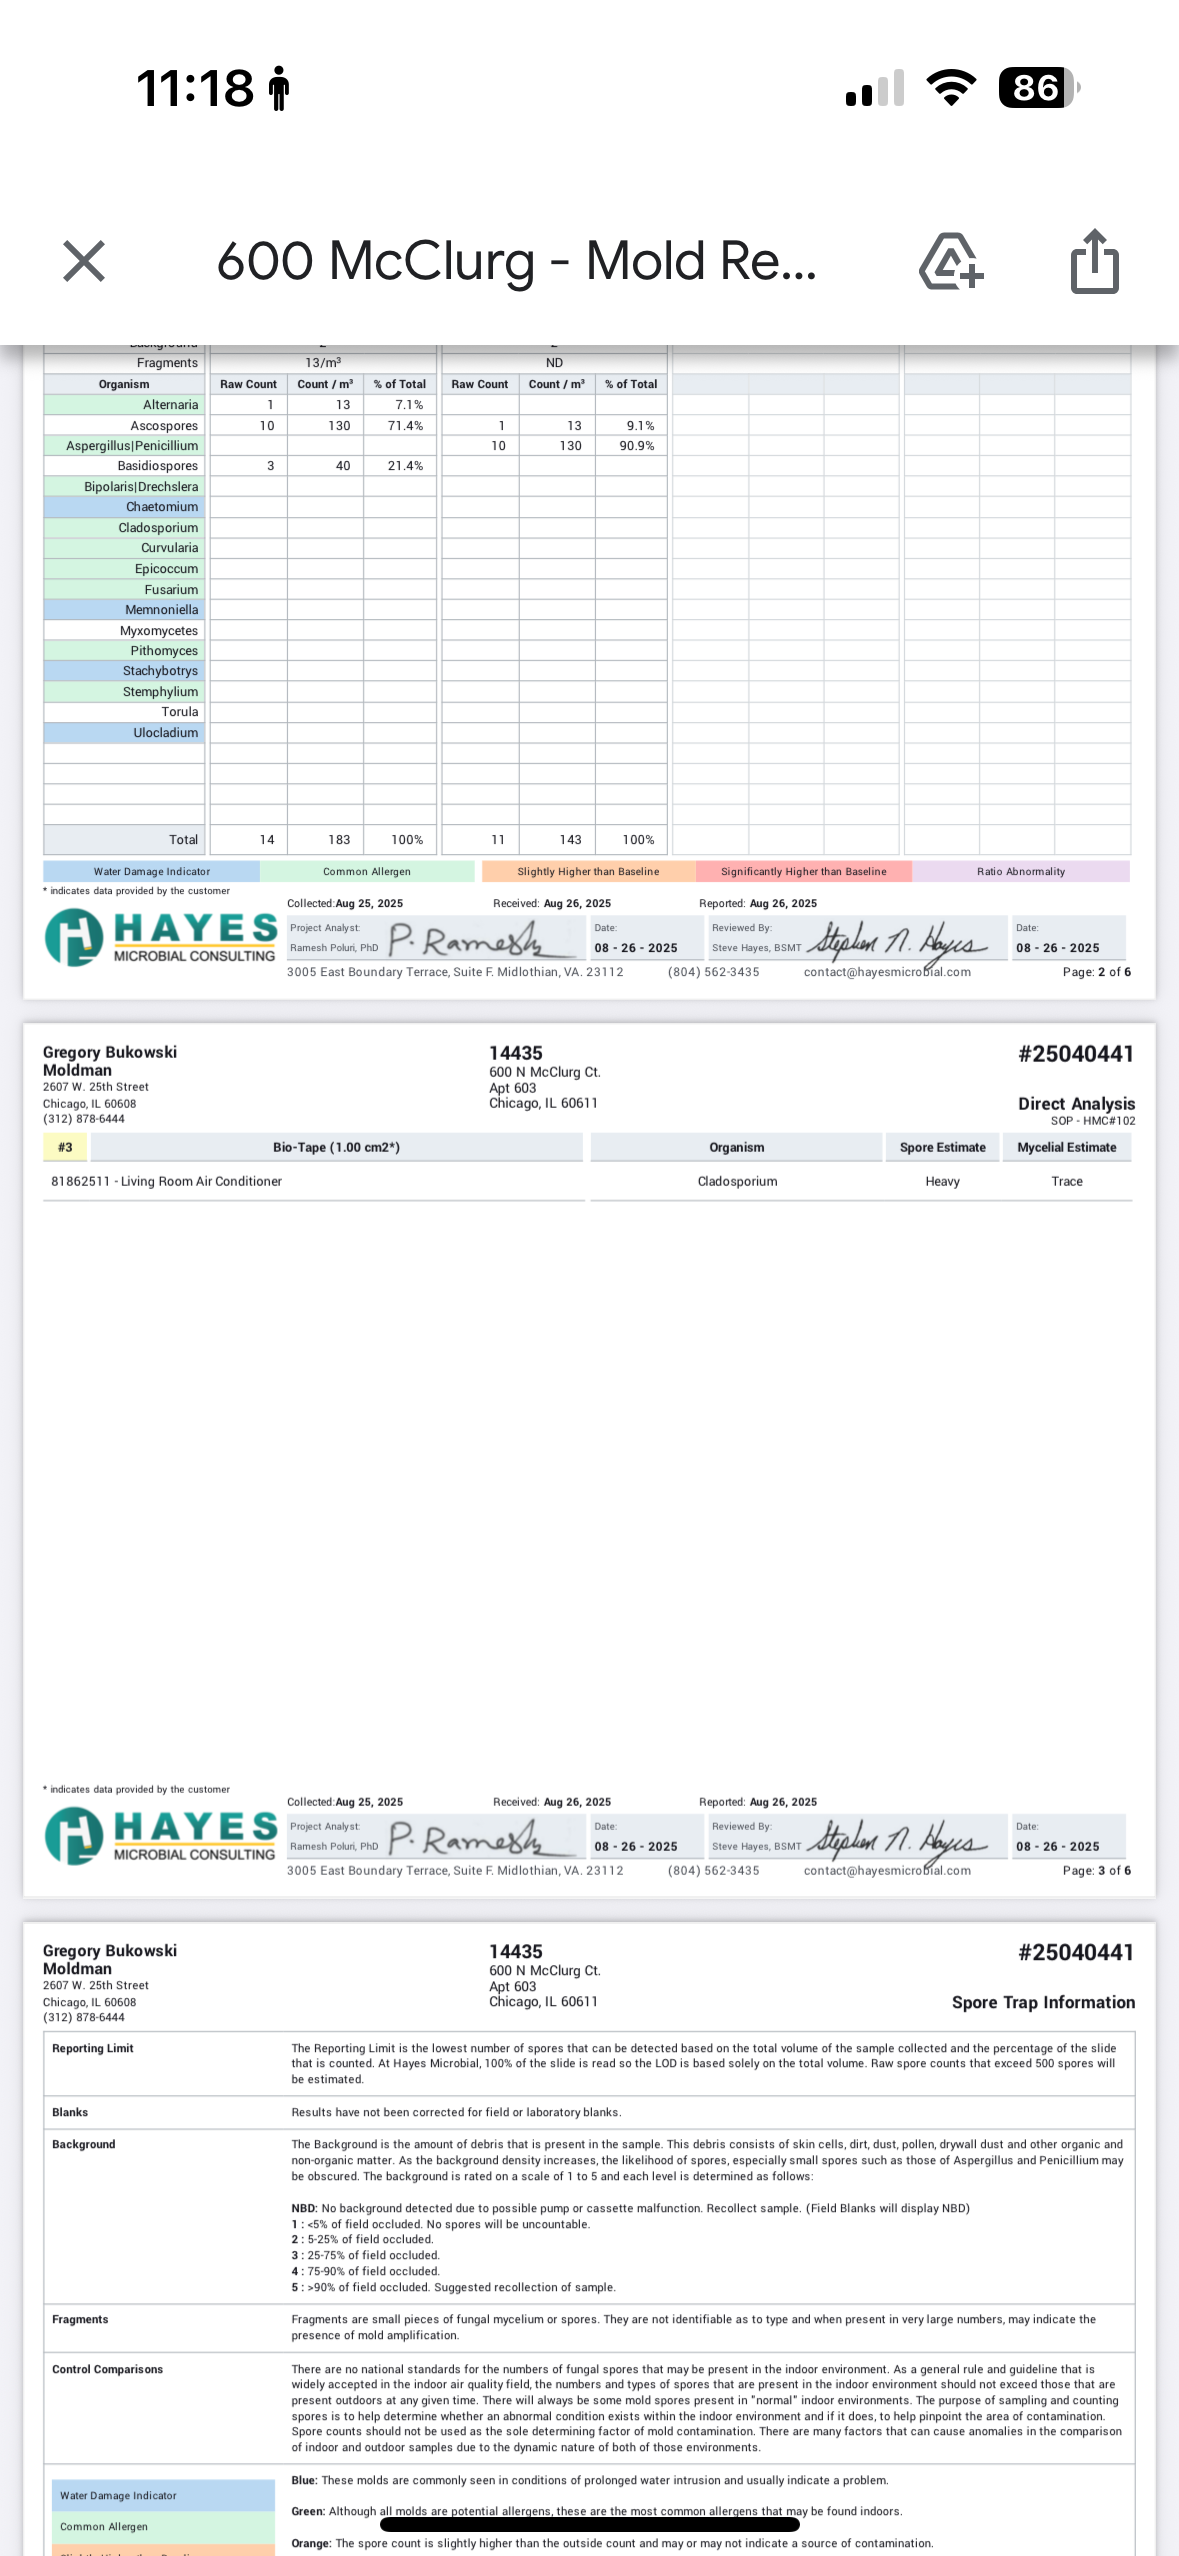 11:18
86
600 McClurg - Mold Re...
Background 2 2
Fragments 13/m³ ND
Organism Raw Count Count / m³ % of Total Raw Count Count / m³ % of Total
Alternaria 1 13 7.1%
Ascospores 10 130 71.4% 1 13 9.1%
Aspergillus|Penicillium 10 130 90.9%
Basidiospores 3 40 21.4%
Bipolaris|Drechslera
Chaetomium
Cladosporium
Curvularia
Epicoccum
Fusarium
Memnoniella
Myxomycetes
Pithomyces
Stachybotrys
Stemphylium
Torula
Ulocladium
Total 14 183 100% 11 143 100%
Water Damage Indicator Common Allergen Slightly Higher than Baseline Significantly Higher than Baseline Ratio Abnormality
* indicates data provided by the customer
HAYES
MICROBIAL CONSULTING
Collected:Aug 25, 2025 Received: Aug 26, 2025 Reported: Aug 26, 2025
Project Analyst: P. Ramesh Date: Reviewed By: Stephen N. Hayes Date:
Ramesh Poluri, PhD 08 - 26 - 2025 Steve Hayes, BSMT 08 - 26 - 2025
3005 East Boundary Terrace, Suite F. Midlothian, VA. 23112 (804) 562-3435 contact@hayesmicrobial.com Page: 2 of 6
Gregory Bukowski 14435 #25040441
Moldman 600 N McClurg Ct.
2607 W. 25th Street Apt 603
Chicago, IL 60608 Chicago, IL 60611 Direct Analysis
(312) 878-6444 SOP - HMC#102
#3 Bio-Tape (1.00 cm2*) Organism Spore Estimate Mycelial Estimate
81862511 - Living Room Air Conditioner Cladosporium Heavy Trace
* indicates data provided by the customer
HAYES
MICROBIAL CONSULTING
Collected:Aug 25, 2025 Received: Aug 26, 2025 Reported: Aug 26, 2025
Project Analyst: P. Ramesh Date: Reviewed By: Stephen N. Hayes Date:
Ramesh Poluri, PhD 08 - 26 - 2025 Steve Hayes, BSMT 08 - 26 - 2025
3005 East Boundary Terrace, Suite F. Midlothian, VA. 23112 (804) 562-3435 contact@hayesmicrobial.com Page: 3 of 6
Gregory Bukowski 14435 #25040441
Moldman 600 N McClurg Ct.
2607 W. 25th Street Apt 603
Chicago, IL 60608 Chicago, IL 60611 Spore Trap Information
(312) 878-6444
Reporting Limit The Reporting Limit is the lowest number of spores that can be detected based on the total volume of the sample collected and the percentage of the slide
that is counted. At Hayes Microbial, 100% of the slide is read so the LOD is based solely on the total volume. Raw spore counts that exceed 500 spores will
be estimated.
Blanks Results have not been corrected for field or laboratory blanks.
Background The Background is the amount of debris that is present in the sample. This debris consists of skin cells, dirt, dust, pollen, drywall dust and other organic and
non-organic matter. As the background density increases, the likelihood of spores, especially small spores such as those of Aspergillus and Penicillium may
be obscured. The background is rated on a scale of 1 to 5 and each level is determined as follows:
NBD: No background detected due to possible pump or cassette malfunction. Recollect sample. (Field Blanks will display NBD)
1 : <5% of field occluded. No spores will be uncountable.
2 : 5-25% of field occluded.
3 : 25-75% of field occluded.
4 : 75-90% of field occluded.
5 : >90% of field occluded. Suggested recollection of sample.
Fragments Fragments are small pieces of fungal mycelium or spores. They are not identifiable as to type and when present in very large numbers, may indicate the
presence of mold amplification.
Control Comparisons There are no national standards for the numbers of fungal spores that may be present in the indoor environment. As a general rule and guideline that is
widely accepted in the indoor air quality field, the numbers and types of spores that are present in the indoor environment should not exceed those that are
present outdoors at any given time. There will always be some mold spores present in "normal" indoor environments. The purpose of sampling and counting
spores is to help determine whether an abnormal condition exists within the indoor environment and if it does, to help pinpoint the area of contamination.
Spore counts should not be used as the sole determining factor of mold contamination. There are many factors that can cause anomalies in the comparison
of indoor and outdoor samples due to the dynamic nature of both of those environments.
Water Damage Indicator Blue: These molds are commonly seen in conditions of prolonged water intrusion and usually indicate a problem.
Common Allergen Green: Although all molds are potential allergens, these are the most common allergens that may be found indoors.
Orange: The spore count is slightly higher than the outside count and may or may not indicate a source of contamination.